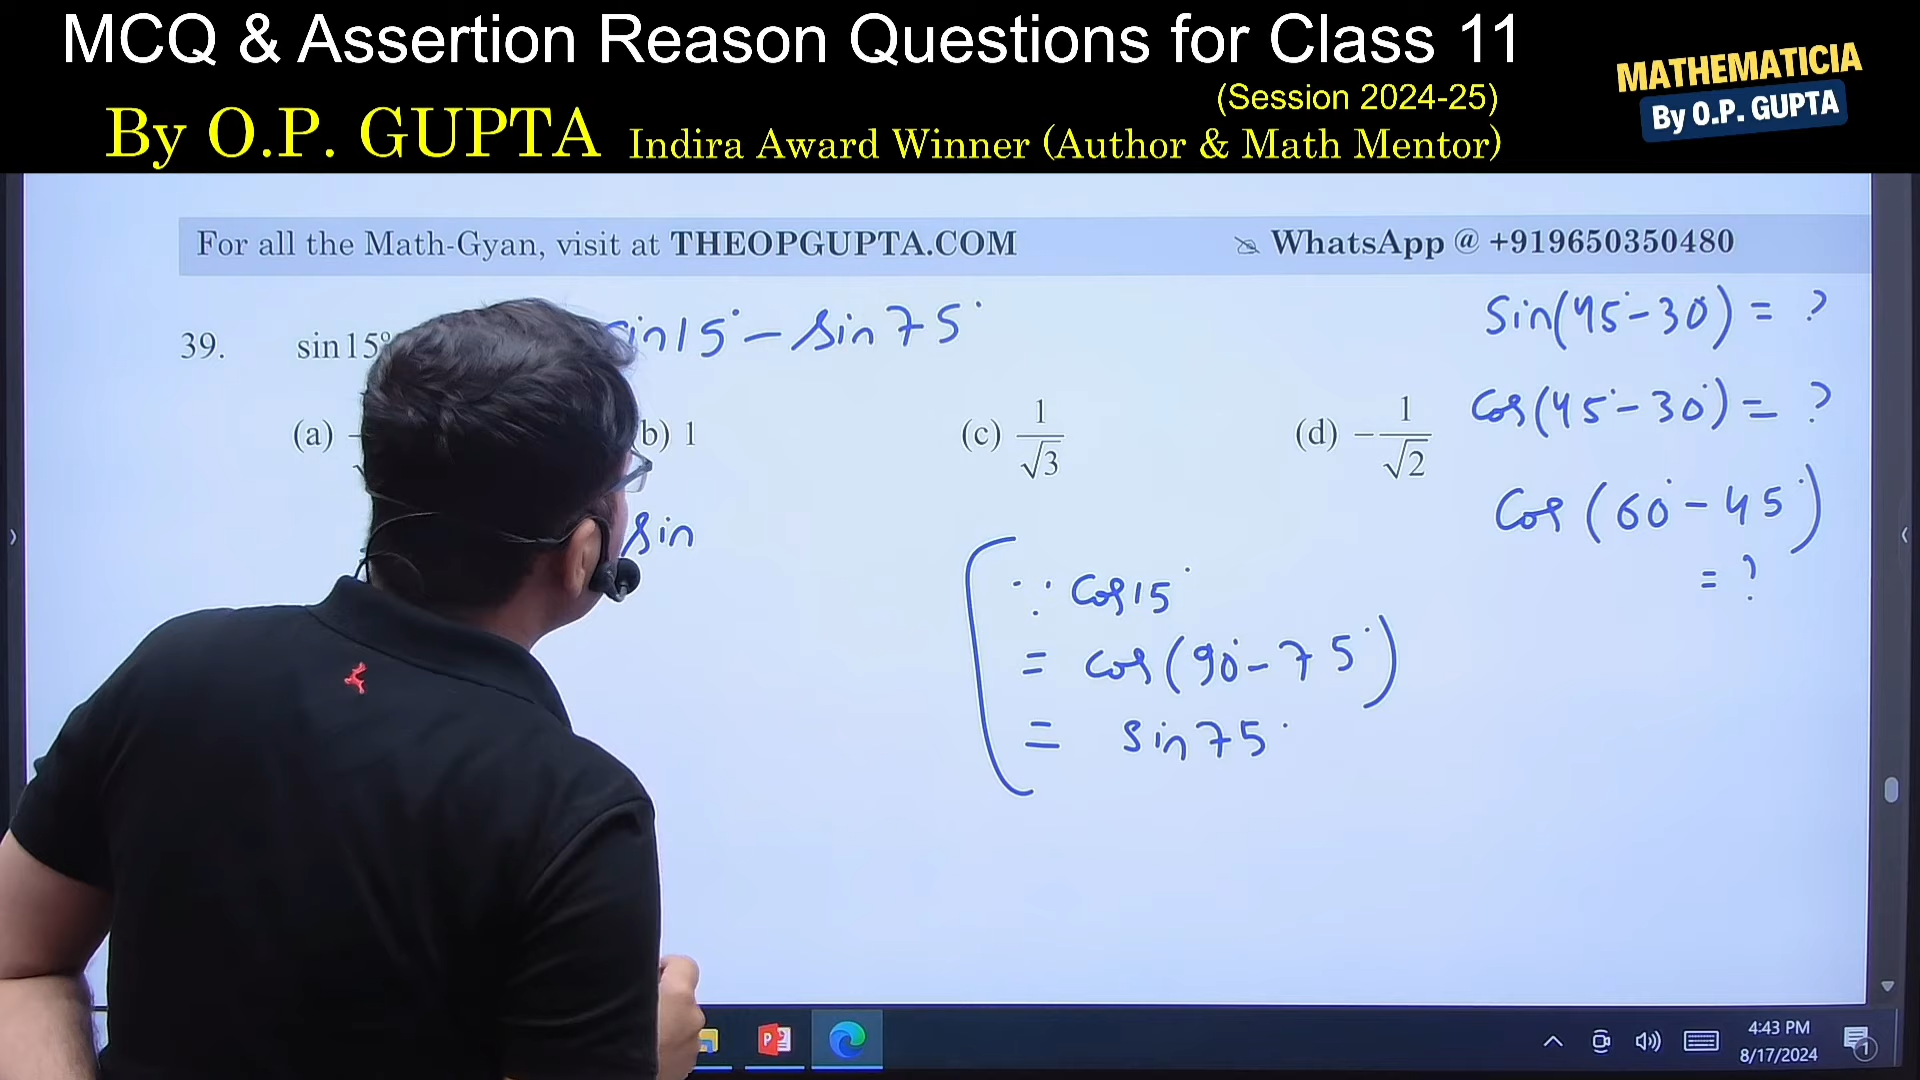 MCQ & Assertion Reason Questions for Class 11
(Session 2024-25)
By O.P. GUPTA Indira Award Winner (Author & Math Mentor)
MATHEMATICIA
By O.P. GUPTA
For all the Math-Gyan, visit at THEOPGUPTA.COM
WhatsApp @ +919650350480
39. sin15° in15° - sin75°
(a) - b) 1 (c) 1/√3 (d) -1/√2
sin
∵ cos15°
= cos(90° - 75°)
= sin75°
Sin(45° - 30°) = ?
Cos(45° - 30°) = ?
Cos(60° - 45°)
= ?
4:43 PM
8/17/2024
1